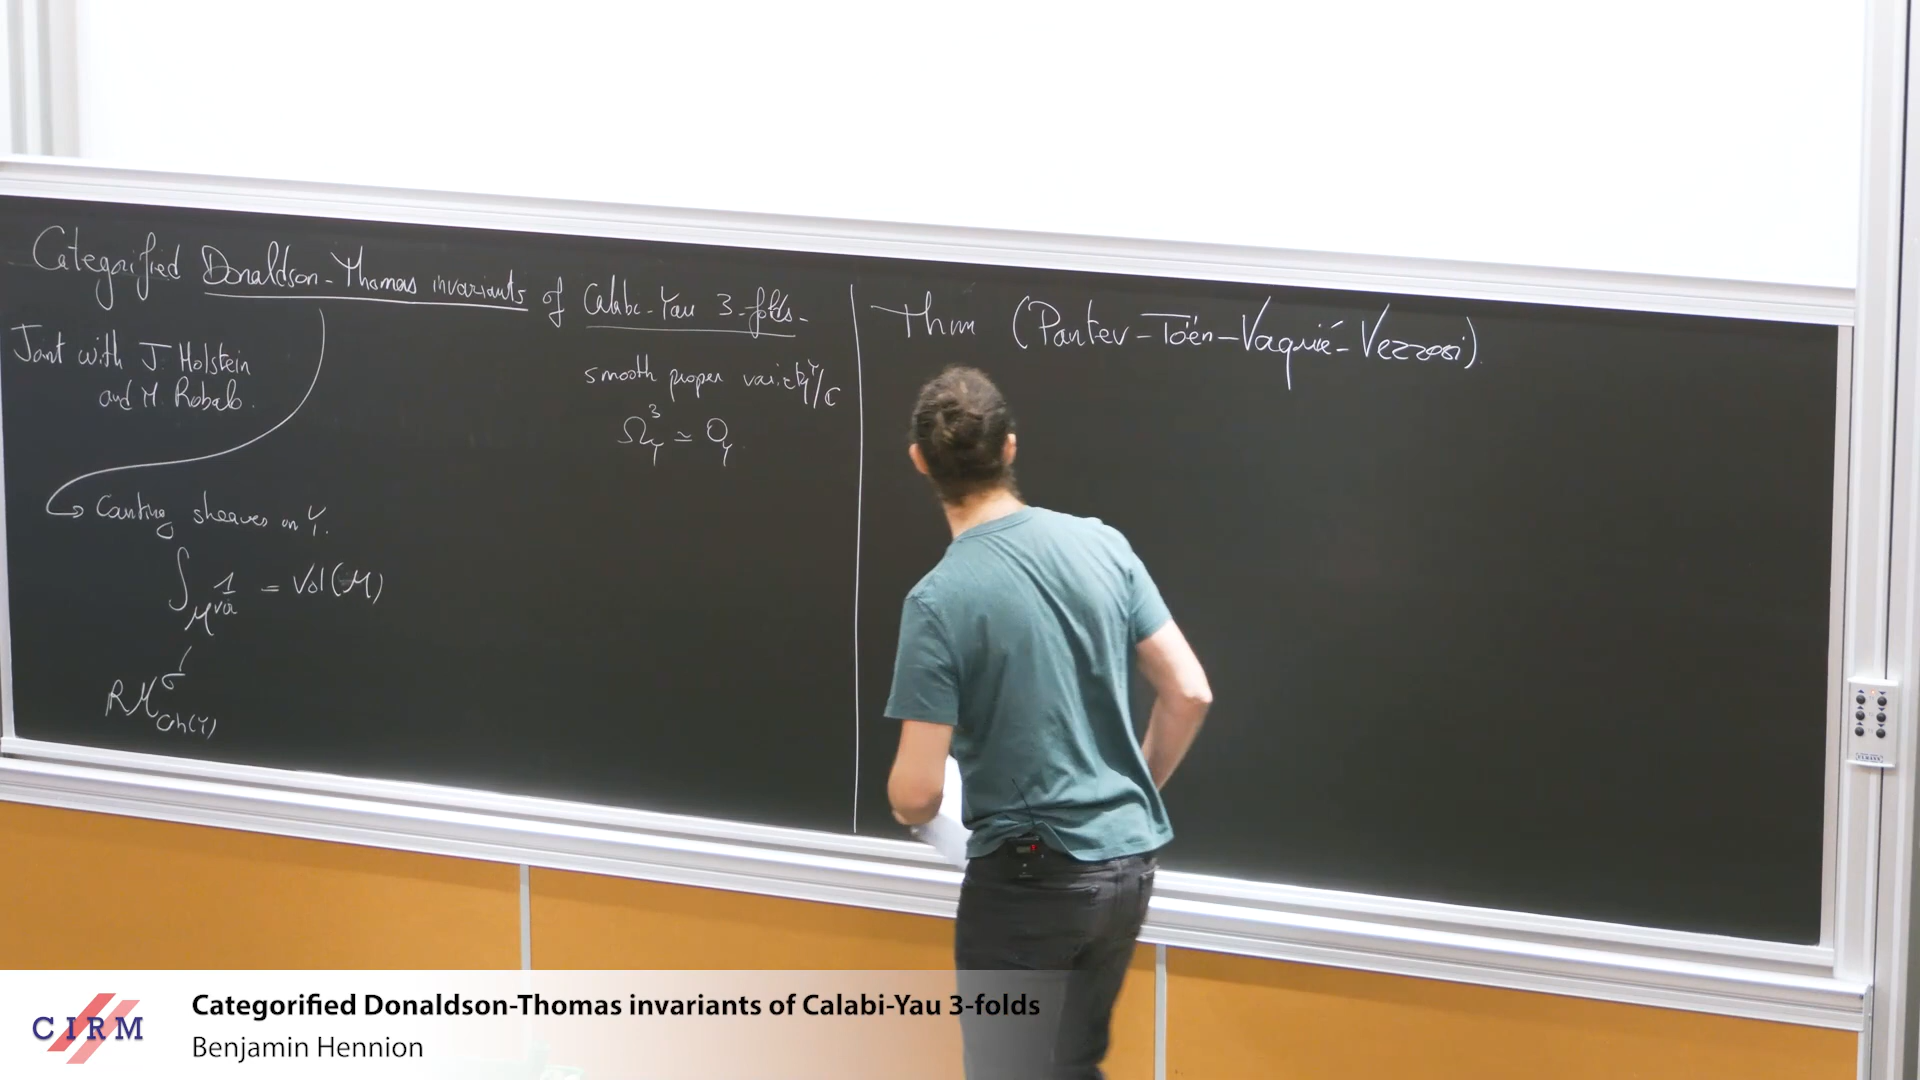 Categorified Donaldson-Thomas invariants of Calabi-Yau 3-folds-
Joint with J. Holstein
and M. Robalo.
smooth proper variety Y/C
Ω³_Y ≃ O_Y
↪ Counting sheaves on Y.
∫_{M^{vir}} 1 = Vol(M)
RM^σ_{Coh(Y)}
Thm (Pantev-Toën-Vaquié-Vezzosi).
CIRM
Categorified Donaldson-Thomas invariants of Calabi-Yau 3-folds
Benjamin Hennion